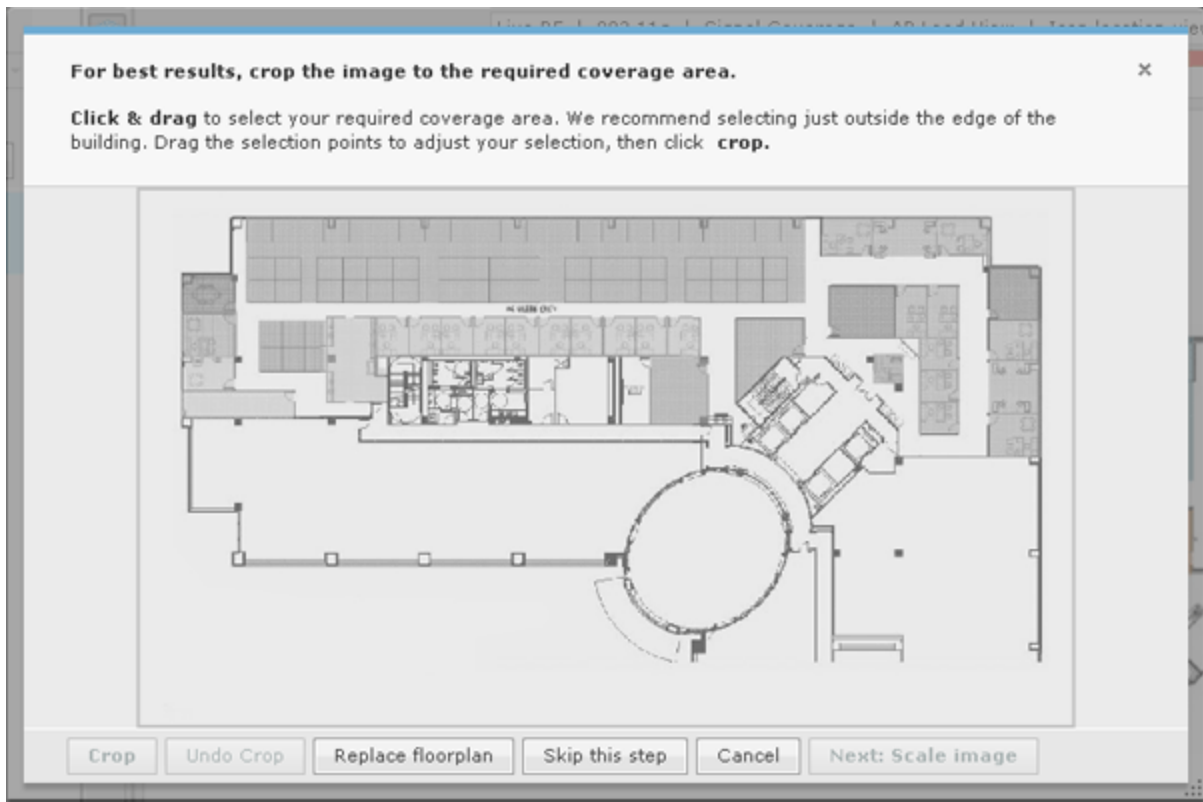 For best results, crop the image to the required coverage area.
×
Click & drag to select your required coverage area. We recommend selecting just outside the edge of the
building. Drag the selection points to adjust your selection, then click crop.
Crop
Undo Crop
Replace floorplan
Skip this step
Cancel
Next: Scale image